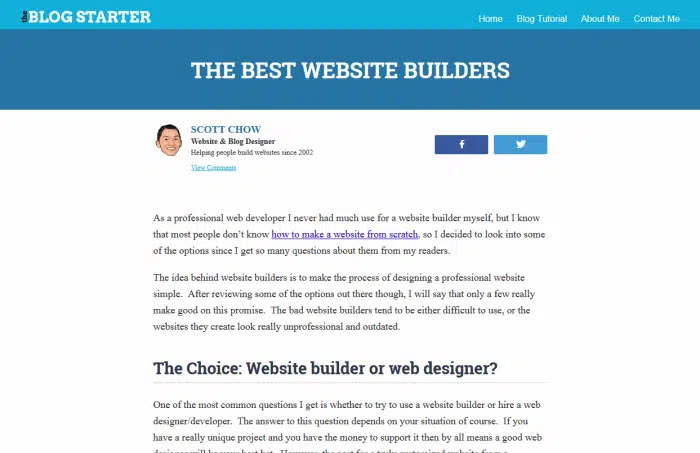 the BLOG STARTER
Home Blog Tutorial About Me Contact Me
THE BEST WEBSITE BUILDERS
SCOTT CHOW
Website & Blog Designer
Helping people build websites since 2002
View Comments
As a professional web developer I never had much use for a website builder myself, but I know
that most people don't know how to make a website from scratch, so I decided to look into some
of the options since I get so many questions about them from my readers.
The idea behind website builders is to make the process of designing a professional website
simple.  After reviewing some of the options out there though, I will say that only a few really
make good on this promise.  The bad website builders tend to be either difficult to use, or the
websites they create look really unprofessional and outdated.
The Choice: Website builder or web designer?
One of the most common questions I get is whether to try to use a website builder or hire a web
designer/developer.  The answer to this question depends on your situation of course.  If you
have a really unique project and you have the money to support it then by all means a good web